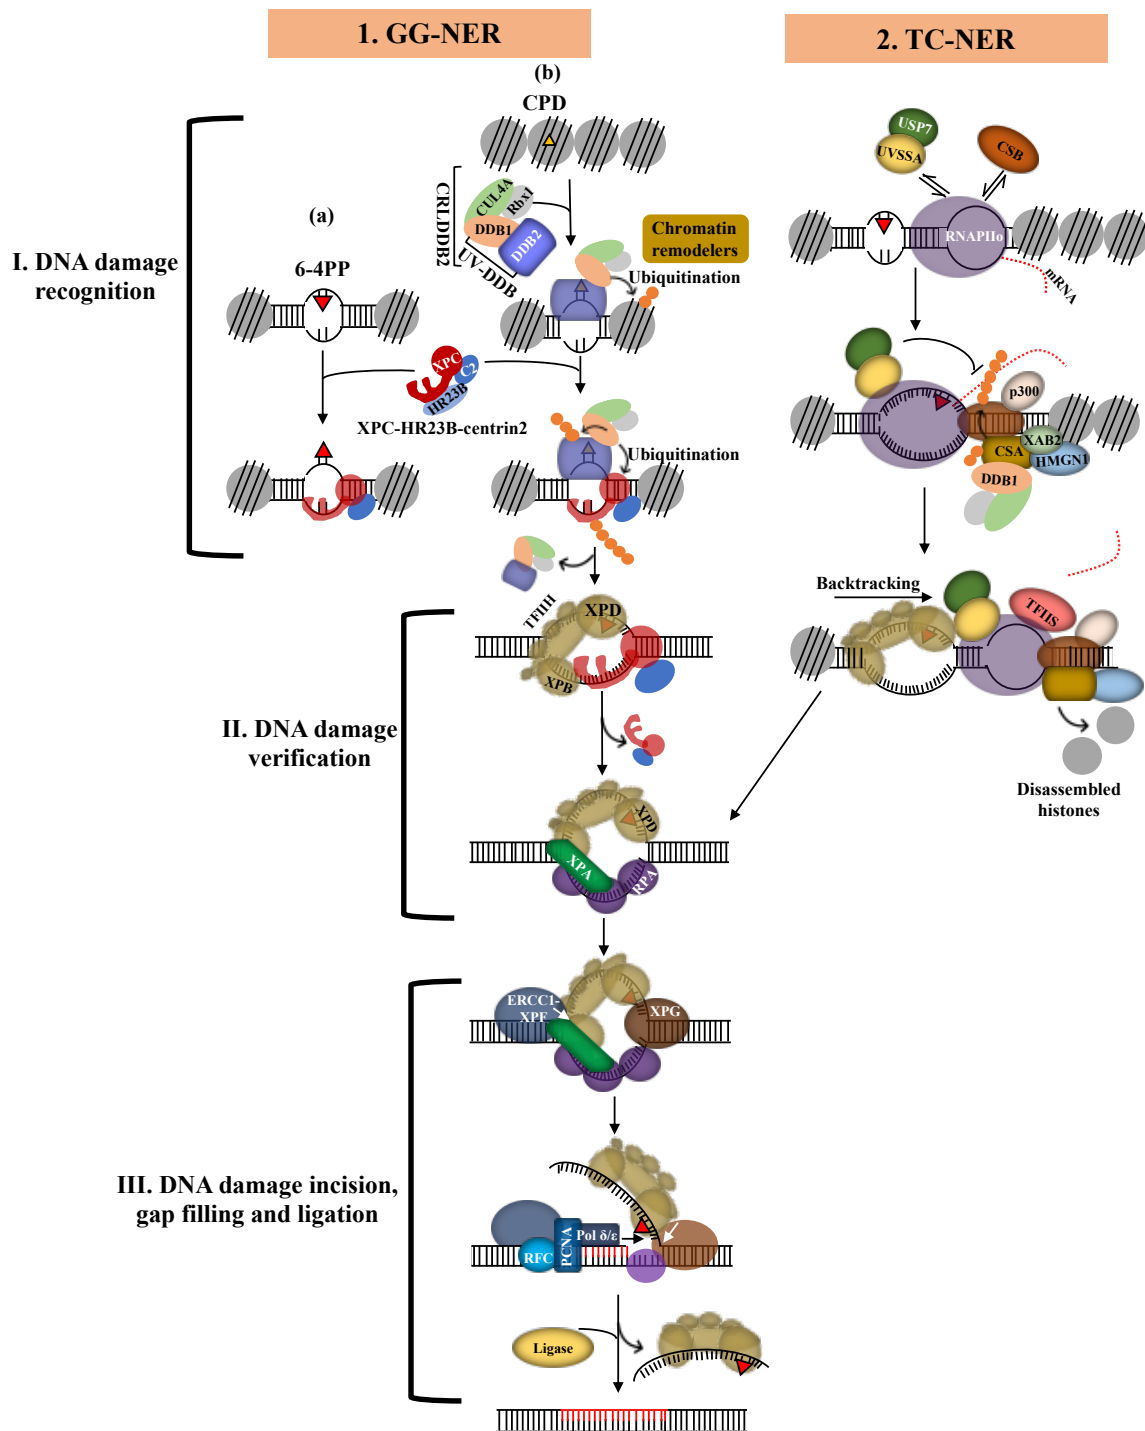 1. GG-NER
2. TC-NER
(b)
CPD
USP7
UVSSA
CSB
CRLDDB2
CUL4A
Rbx1
DDB1
DDB2
UV-DDB
(a)
Chromatin
remodelers
RNAPIIo
mRNA
I. DNA damage
recognition
6-4PP
Ubiquitination
XPC
C2
HR23B
XPC-HR23B-centrin2
p300
XAB2
CSA
HMGN1
DDB1
Ubiquitination
Backtracking
TFIIH
XPD
XPB
TFIIS
II. DNA damage
verification
Disassembled
histones
XPD
XPA
RPA
ERCC1-
XPF
XPG
III. DNA damage incision,
gap filling and ligation
RFC
PCNA
Pol δ/ε
Ligase